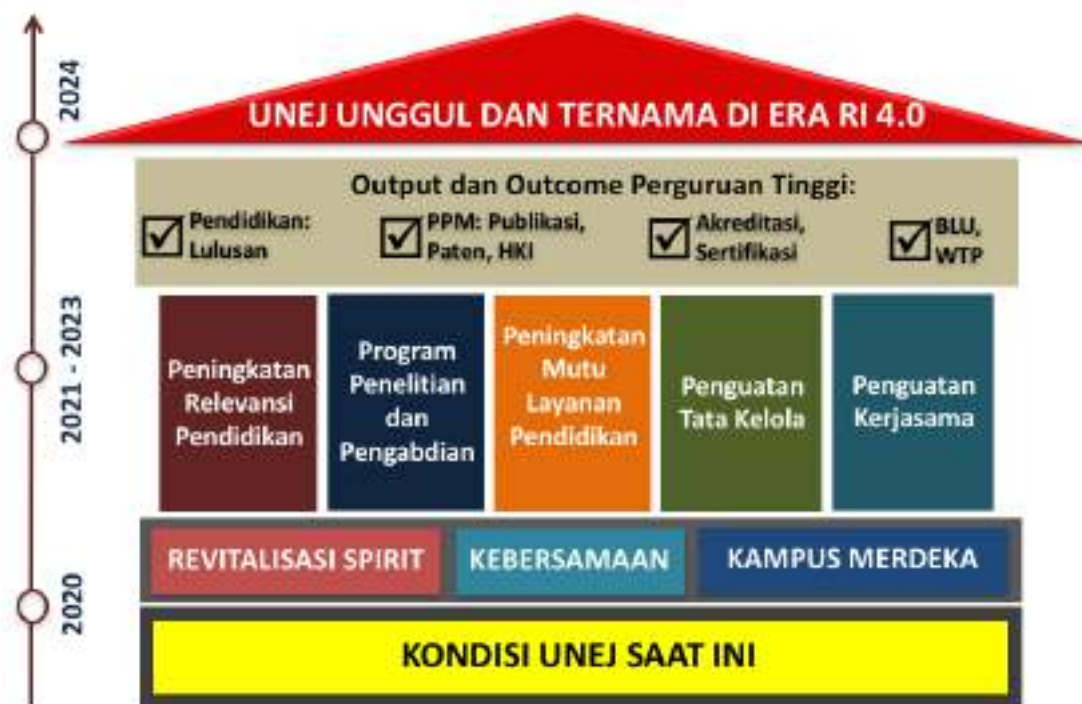 2024
UNEJ UNGGUL DAN TERNAMA DI ERA RI 4.0
Output dan Outcome Perguruan Tinggi:
Pendidikan:
Lulusan
PPM: Publikasi,
Paten, HKI
Akreditasi,
Sertifikasi
BLU,
WTP
2021 - 2023
Peningkatan
Relevansi
Pendidikan
Program
Penelitian
dan
Pengabdian
Peningkatan
Mutu
Layanan
Pendidikan
Penguatan
Tata Kelola
Penguatan
Kerjasama
2020
REVITALISASI SPIRIT
KEBERSAMAAN
KAMPUS MERDEKA
KONDISI UNEJ SAAT INI